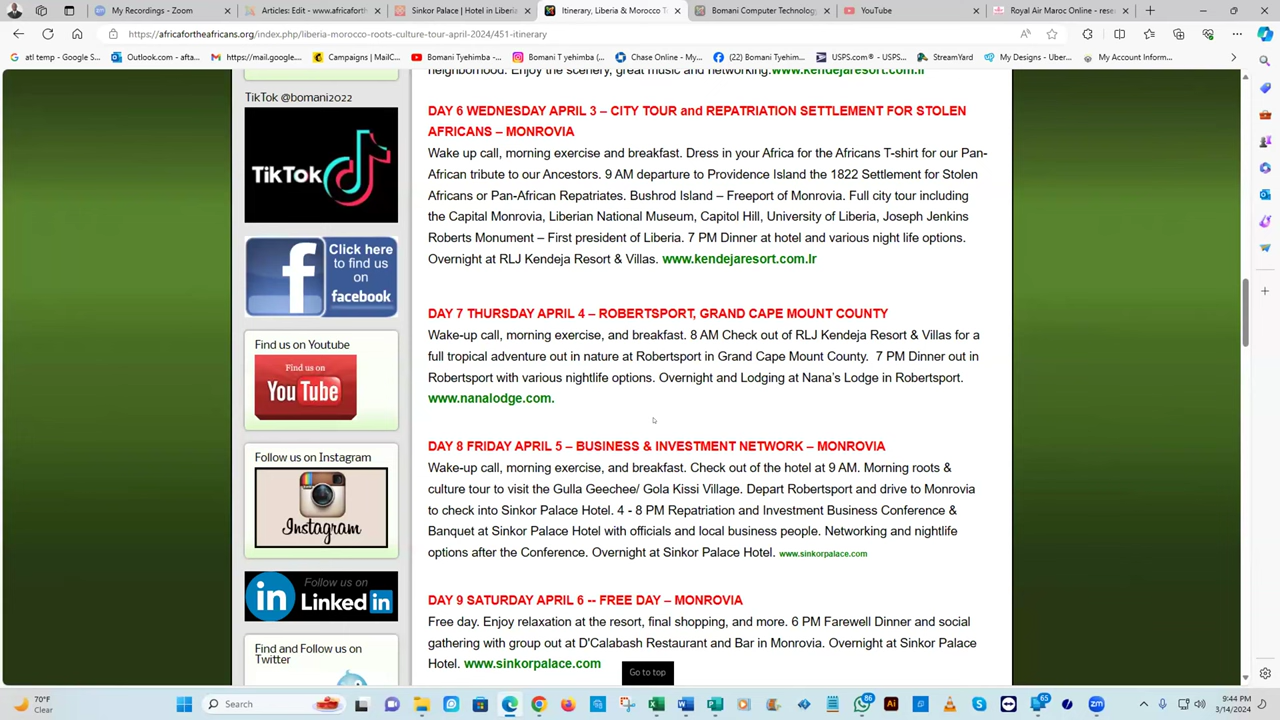 My Recordings - Zoom
Articles: Edit - www.africaforth
Sinkor Palace | Hotel in Liberia
Itinerary, Liberia & Morocco T
Bomani Computer Technology
YouTube
Royal Air Maroc Online - rese
https://africafortheafricans.org/index.php/liberia-morocco-roots-culture-tour-april-2024/451-itinerary
atl temp - Google S...
Outlook.com - afta...
https://gmail.com/
Campaigns | MailC...
Bomani Tyehimba...
Bomani T yehimba (...
Chase Online - My...
(22) Bomani Tyehim...
USPS.com® - USPS...
StreamYard
My Designs - Uber...
My Account Inform...
neighborhood. Enjoy the scenery, great music and networking.www.kendejaresort.com.lr
TikTok @bomani2022
TikTok
Click here
to find us
on
facebook
Find us on Youtube
Find us on
YouTube
Follow us on Instagram
Instagram
Follow us on
in Linked in
Find and Follow us on
Twitter
DAY 6 WEDNESDAY APRIL 3 – CITY TOUR and REPATRIATION SETTLEMENT FOR STOLEN
AFRICANS – MONROVIA
Wake up call, morning exercise and breakfast. Dress in your Africa for the Africans T-shirt for our Pan-
African tribute to our Ancestors. 9 AM departure to Providence Island the 1822 Settlement for Stolen
Africans or Pan-African Repatriates. Bushrod Island – Freeport of Monrovia. Full city tour including
the Capital Monrovia, Liberian National Museum, Capitol Hill, University of Liberia, Joseph Jenkins
Roberts Monument – First president of Liberia. 7 PM Dinner at hotel and various night life options.
Overnight at RLJ Kendeja Resort & Villas. www.kendejaresort.com.lr
DAY 7 THURSDAY APRIL 4 – ROBERTSPORT, GRAND CAPE MOUNT COUNTY
Wake-up call, morning exercise, and breakfast. 8 AM Check out of RLJ Kendeja Resort & Villas for a
full tropical adventure out in nature at Robertsport in Grand Cape Mount County. 7 PM Dinner out in
Robertsport with various nightlife options. Overnight and Lodging at Nana's Lodge in Robertsport.
www.nanalodge.com.
DAY 8 FRIDAY APRIL 5 – BUSINESS & INVESTMENT NETWORK – MONROVIA
Wake-up call, morning exercise, and breakfast. Check out of the hotel at 9 AM. Morning roots &
culture tour to visit the Gulla Geechee/ Gola Kissi Village. Depart Robertsport and drive to Monrovia
to check into Sinkor Palace Hotel. 4 - 8 PM Repatriation and Investment Business Conference &
Banquet at Sinkor Palace Hotel with officials and local business people. Networking and nightlife
options after the Conference. Overnight at Sinkor Palace Hotel. www.sinkorpalace.com
DAY 9 SATURDAY APRIL 6 -- FREE DAY – MONROVIA
Free day. Enjoy relaxation at the resort, final shopping, and more. 6 PM Farewell Dinner and social
gathering with group out at D'Calabash Restaurant and Bar in Monrovia. Overnight at Sinkor Palace
Hotel. www.sinkorpalace.com
Go to top
70°F
Clear
Search
86
65
9:44 PM
3/14/2024